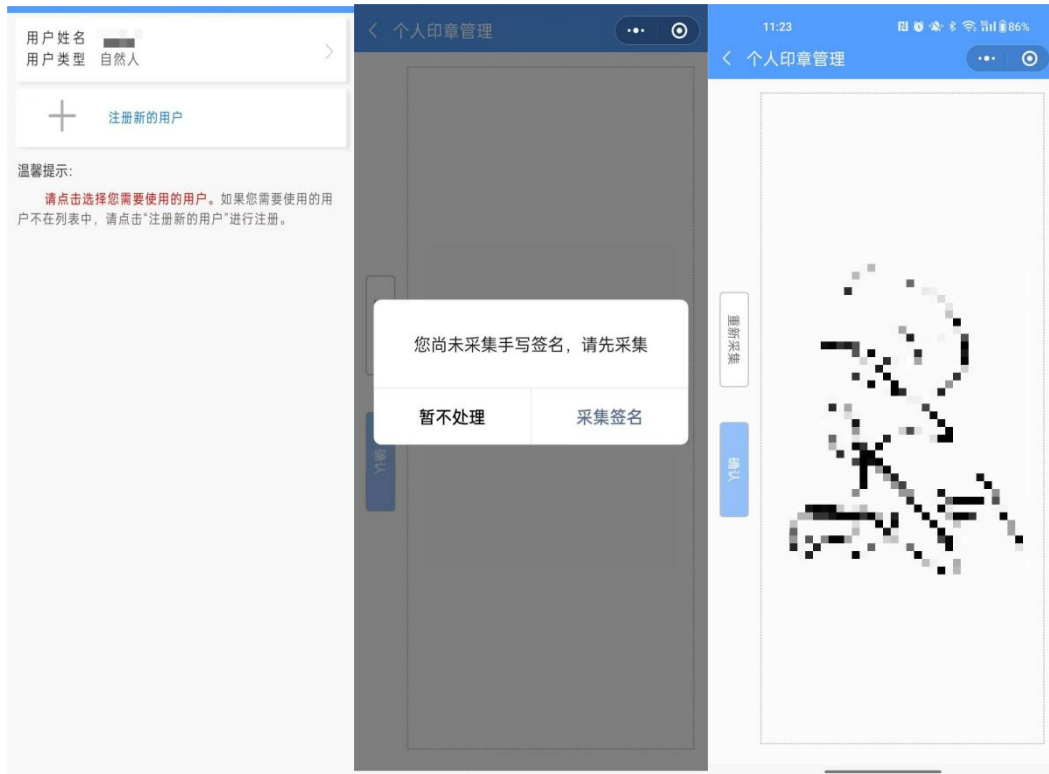 用户姓名
用户类型 自然人
注册新的用户
温馨提示:
请点击选择您需要使用的用户。如果您需要使用的用
户不在列表中，请点击“注册新的用户”进行注册。
个人印章管理
您尚未采集手写签名，请先采集
暂不处理 采集签名
确认
11:23 86%
个人印章管理
重新采集
确认